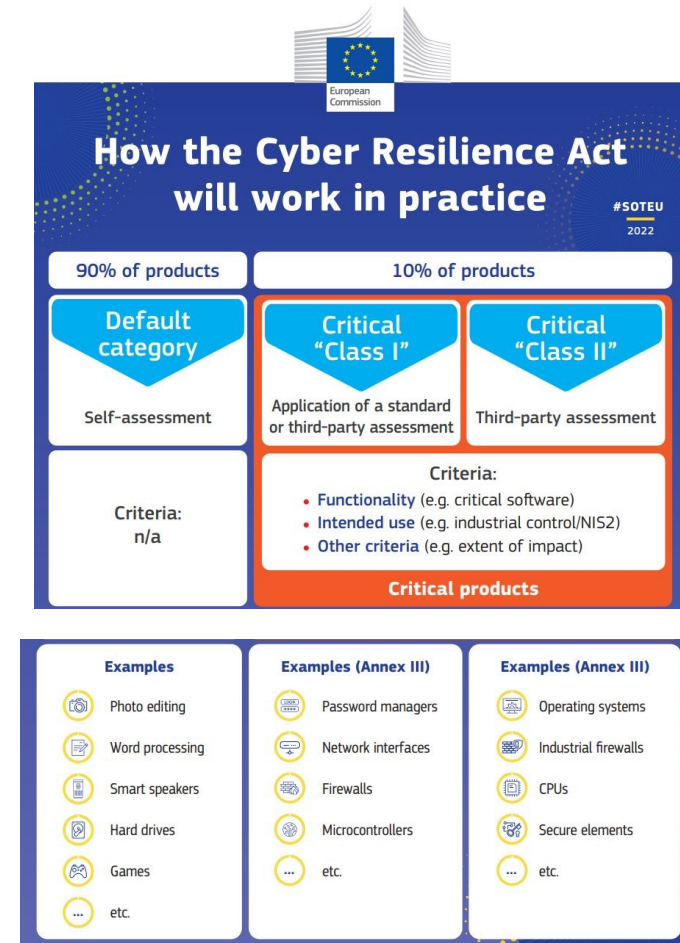 European
Commission
How the Cyber Resilience Act
will work in practice
#SOTEU
2022
90% of products
10% of products
Default
category
Self-assessment
Critical
"Class I"
Application of a standard
or third-party assessment
Critical
"Class II"
Third-party assessment
Criteria:
n/a
Criteria:
• Functionality (e.g. critical software)
• Intended use (e.g. industrial control/NIS2)
• Other criteria (e.g. extent of impact)
Critical products
Examples
Photo editing
Word processing
Smart speakers
Hard drives
Games
... etc.
Examples (Annex III)
Password managers
Network interfaces
Firewalls
Microcontrollers
... etc.
Examples (Annex III)
Operating systems
Industrial firewalls
CPUs
Secure elements
... etc.